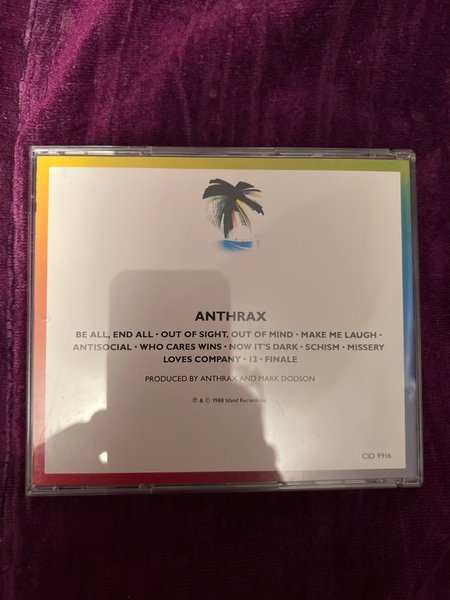 ANTHRAX
BE ALL, END ALL • OUT OF SIGHT, OUT OF MIND • MAKE ME LAUGH •
ANTISOCIAL • WHO CARES WINS • NOW IT'S DARK • SCHISM • MISSERY
LOVES COMPANY • 13 • FINALE
PRODUCED BY ANTHRAX AND MARK DODSON
℗ & © 1988 Island Records Inc.
CID 9916